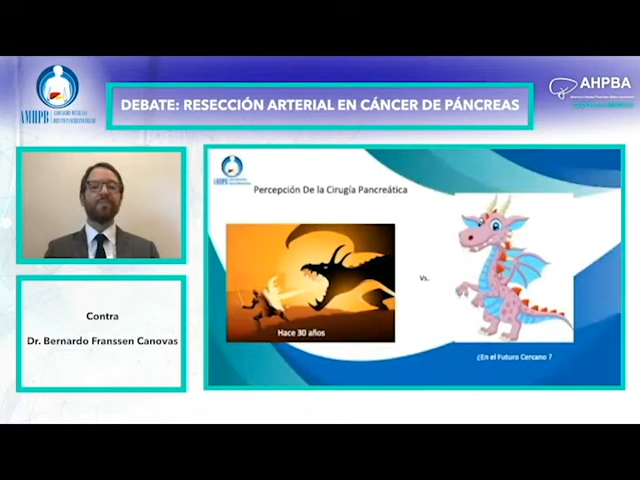 AMHPB
AHPBA
DEBATE: RESECCIÓN ARTERIAL EN CÁNCER DE PÁNCREAS
Percepción De la Cirugía Pancreática
Hace 30 años
Vs.
¿En el Futuro Cercano ?
Contra
Dr. Bernardo Franssen Canovas